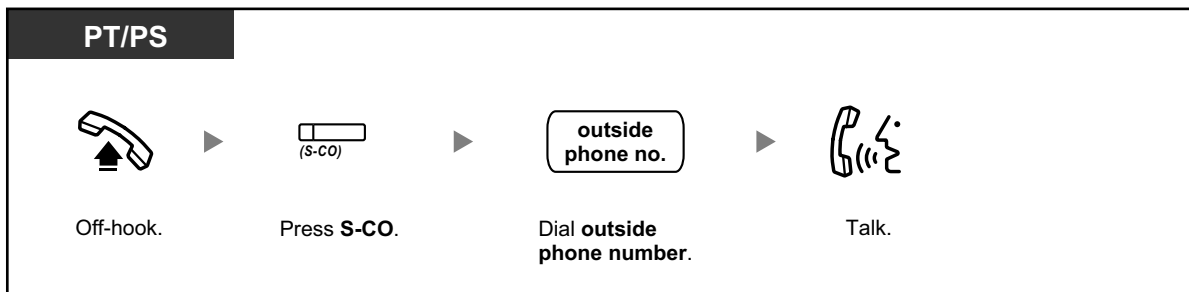 PT/PS
(S-CO)
outside
phone no.
Off-hook.
Press S-CO.
Dial outside
phone number.
Talk.